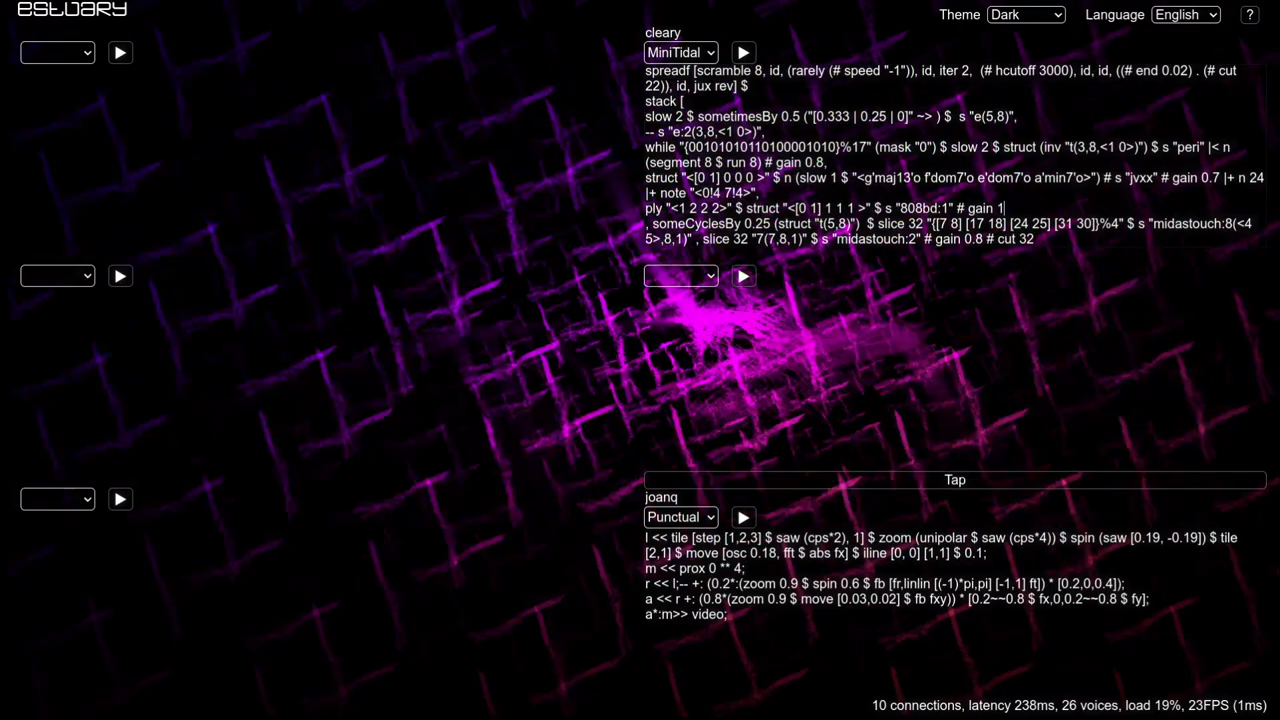 estuary
Theme Dark Language English ?
cleary
MiniTidal
spreadf [scramble 8, id, (rarely (# speed "-1")), id, iter 2,  (# hcutoff 3000), id, id, ((# end 0.02) . (# cut
22)), id, jux rev] $
stack [
slow 2 $ sometimesBy 0.5 ("[0.333 | 0.25 | 0]" ~> ) $  s "e(5,8)",
-- s "e:2(3,8,<1 0>)",
while "{00101010110100001010}%17" (mask "0") $ slow 2 $ struct (inv "t(3,8,<1 0>)") $ s "peri" |< n
(segment 8 $ run 8) # gain 0.8,
struct "<[0 1] 0 0 0 >" $ n (slow 1 $ "<g'maj13'o f'dom7'o e'dom7'o a'min7'o>") # s "jvxx" # gain 0.7 |+ n 24
|+ note "<0!4 7!4>",
ply "<1 2 2 2>" $ struct "<[0 1] 1 1 1 >" $ s "808bd:1" # gain 1
, someCyclesBy 0.25 (struct "t(5,8)")  $ slice 32 "{[7 8] [17 18] [24 25] [31 30]}%4" $ s "midastouch:8(<4
5>,8,1)" , slice 32 "7(7,8,1)" $ s "midastouch:2" # gain 0.8 # cut 32
Tap
joanq
Punctual
l << tile [step [1,2,3] $ saw (cps*2), 1] $ zoom (unipolar $ saw (cps*4)) $ spin (saw [0.19, -0.19]) $ tile
[2,1] $ move [osc 0.18, fft $ abs fx] $ iline [0, 0] [1,1] $ 0.1;
m << prox 0 ** 4;
r << l;-- +: (0.2*:(zoom 0.9 $ spin 0.6 $ fb [fr,linlin [(-1)*pi,pi] [-1,1] ft]) * [0.2,0,0.4]);
a << r +: (0.8*(zoom 0.9 $ move [0.03,0.02] $ fb fxy)) * [0.2~~0.8 $ fx,0,0.2~~0.8 $ fy];
a*:m>> video;
10 connections, latency 238ms, 26 voices, load 19%, 23FPS (1ms)